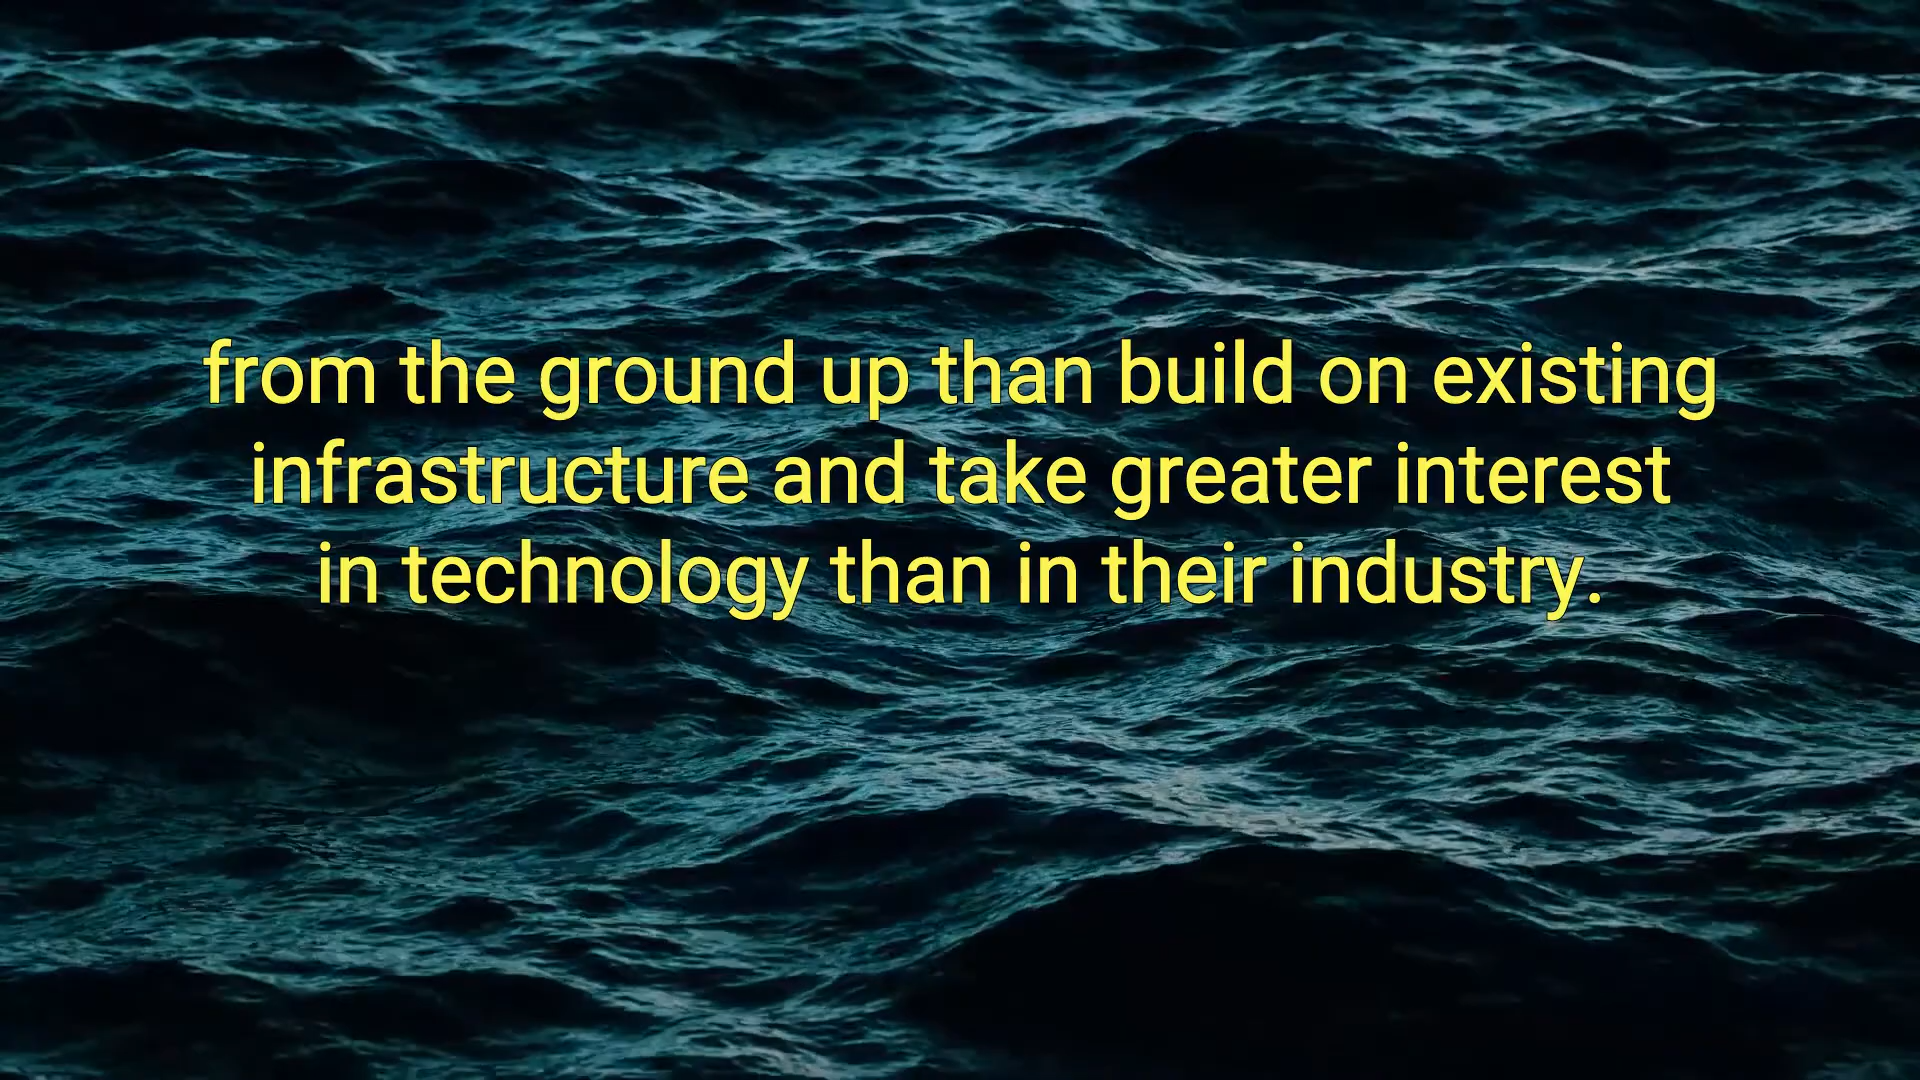 from the ground up than build on existing
infrastructure and take greater interest
in technology than in their industry.